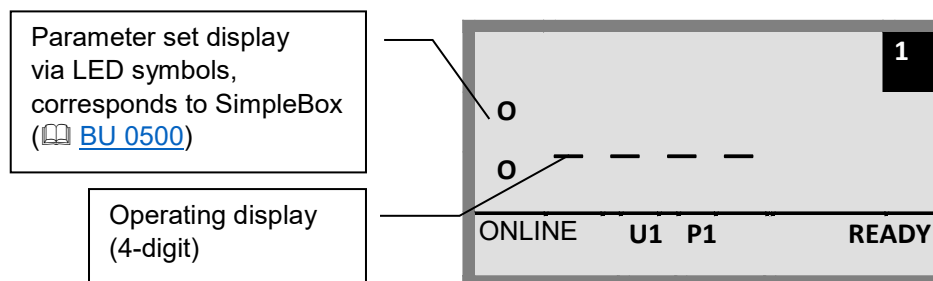 Parameter set display
via LED symbols,
corresponds to SimpleBox
(📖 BU 0500)
Operating display
(4-digit)
1
O
O
_ _ _ _
ONLINE U1 P1 READY